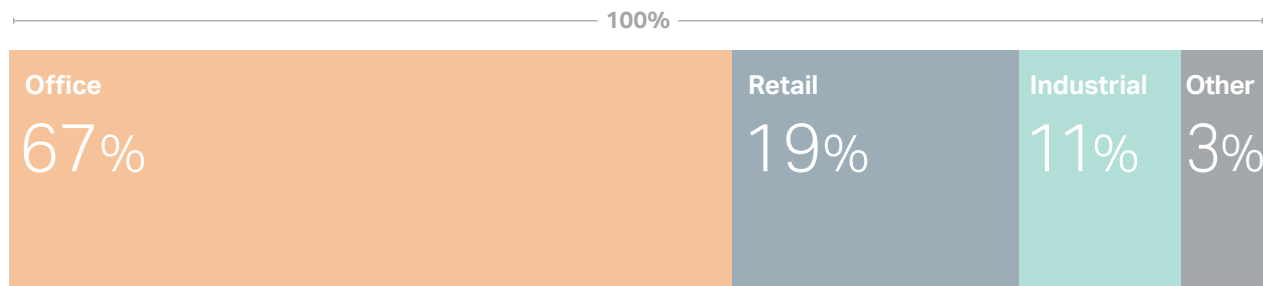 100%
Office
67%
Retail
19%
Industrial
11%
Other
3%